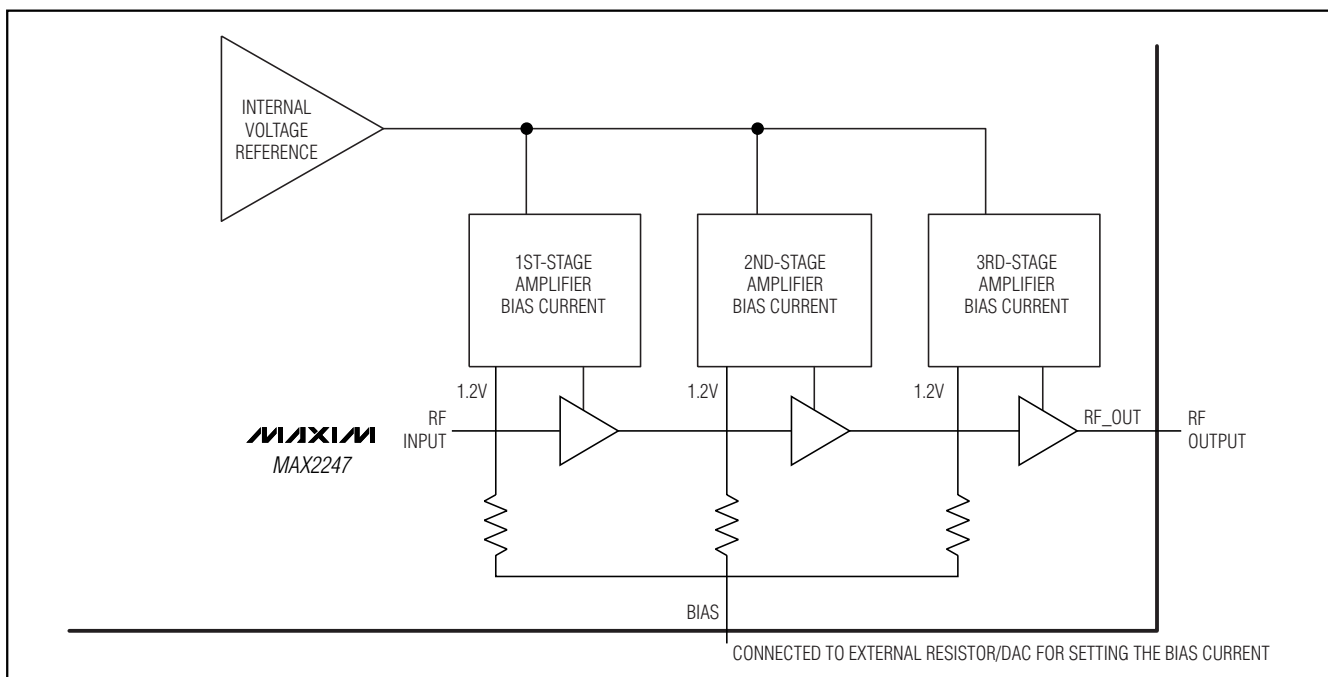 INTERNAL
VOLTAGE
REFERENCE
1ST-STAGE
AMPLIFIER
BIAS CURRENT
2ND-STAGE
AMPLIFIER
BIAS CURRENT
3RD-STAGE
AMPLIFIER
BIAS CURRENT
1.2V
1.2V
1.2V
RF
INPUT
RF_OUT
RF
OUTPUT
MAXIM
MAX2247
BIAS
CONNECTED TO EXTERNAL RESISTOR/DAC FOR SETTING THE BIAS CURRENT